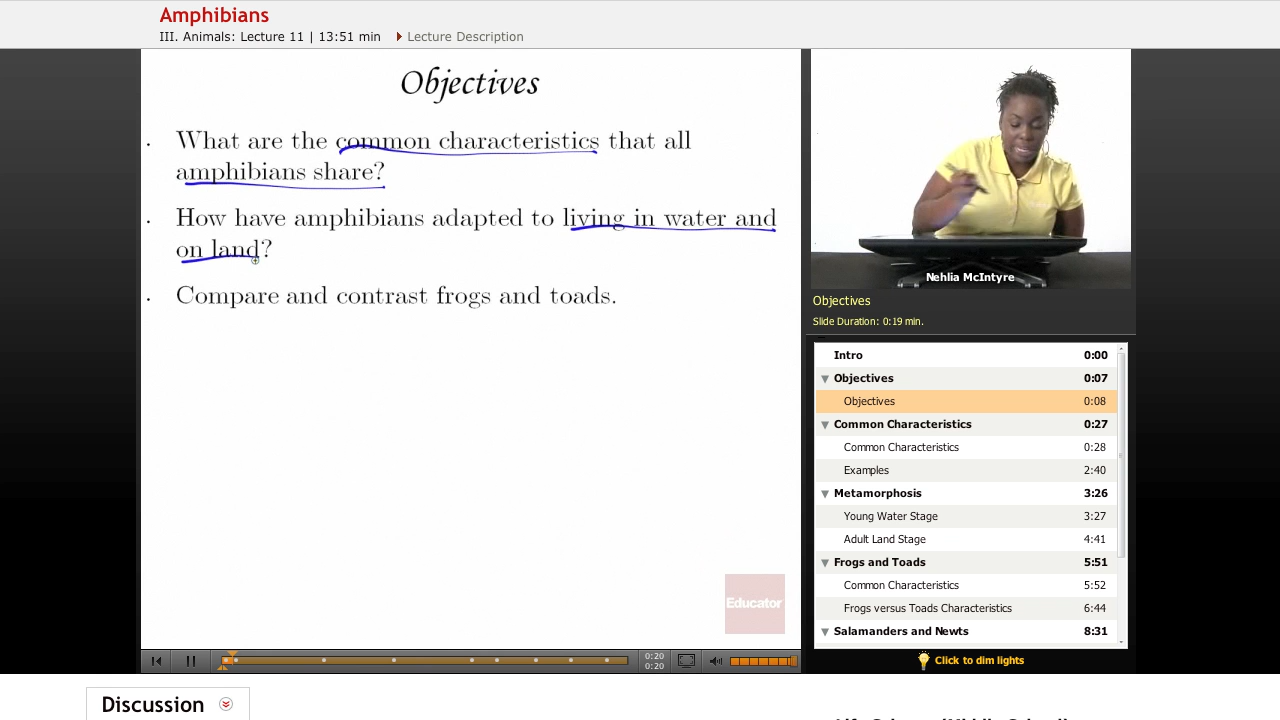 Amphibians
III. Animals: Lecture 11 | 13:51 min
Lecture Description
Objectives
What are the common characteristics that all
amphibians share?
How have amphibians adapted to living in water and
on land?
Compare and contrast frogs and toads.
Educator
0:20
0:20
Nehlia McIntyre
Objectives
Slide Duration: 0:19 min.
Intro 0:00
Objectives 0:07
Objectives 0:08
Common Characteristics 0:27
Common Characteristics 0:28
Examples 2:40
Metamorphosis 3:26
Young Water Stage 3:27
Adult Land Stage 4:41
Frogs and Toads 5:51
Common Characteristics 5:52
Frogs versus Toads Characteristics 6:44
Salamanders and Newts 8:31
Click to dim lights
Discussion